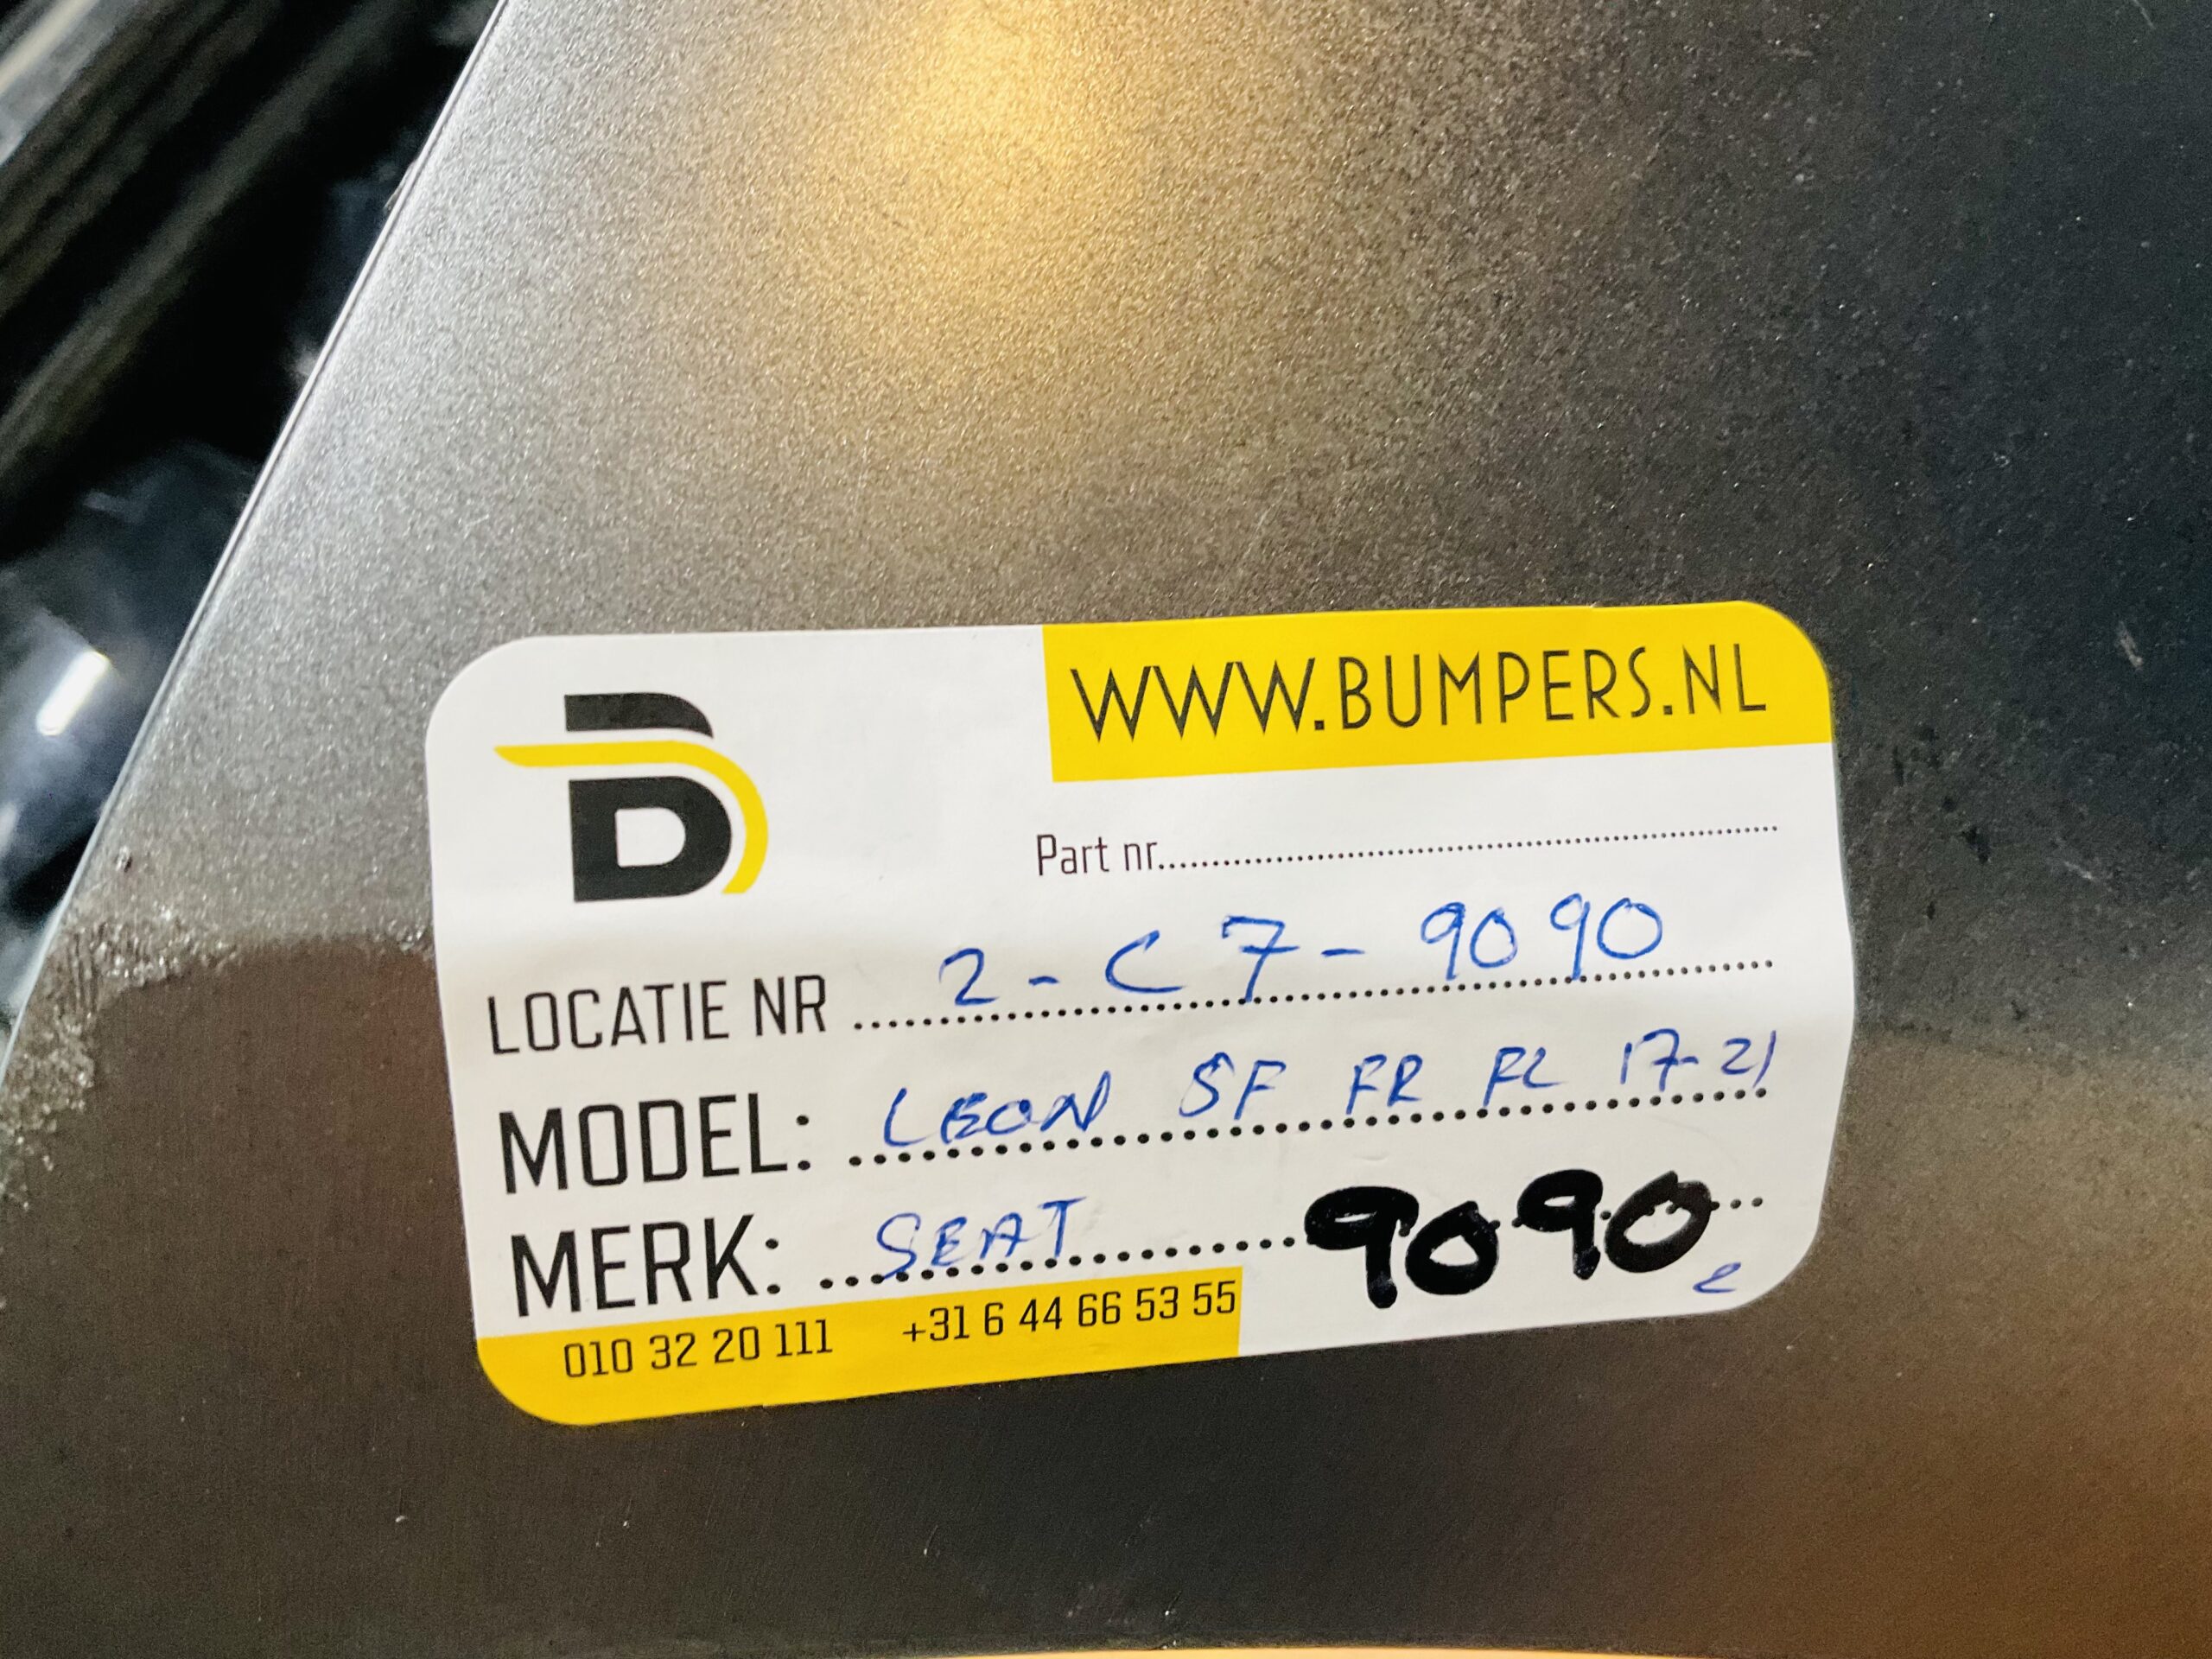 WWW.BUMPERS.NL
Part nr.
LOCATIE NR 2-C7-9090
MODEL: LEON 5F FR FL 17-21
MERK: SEAT 9090
010 32 20 111 +31 6 44 66 53 55